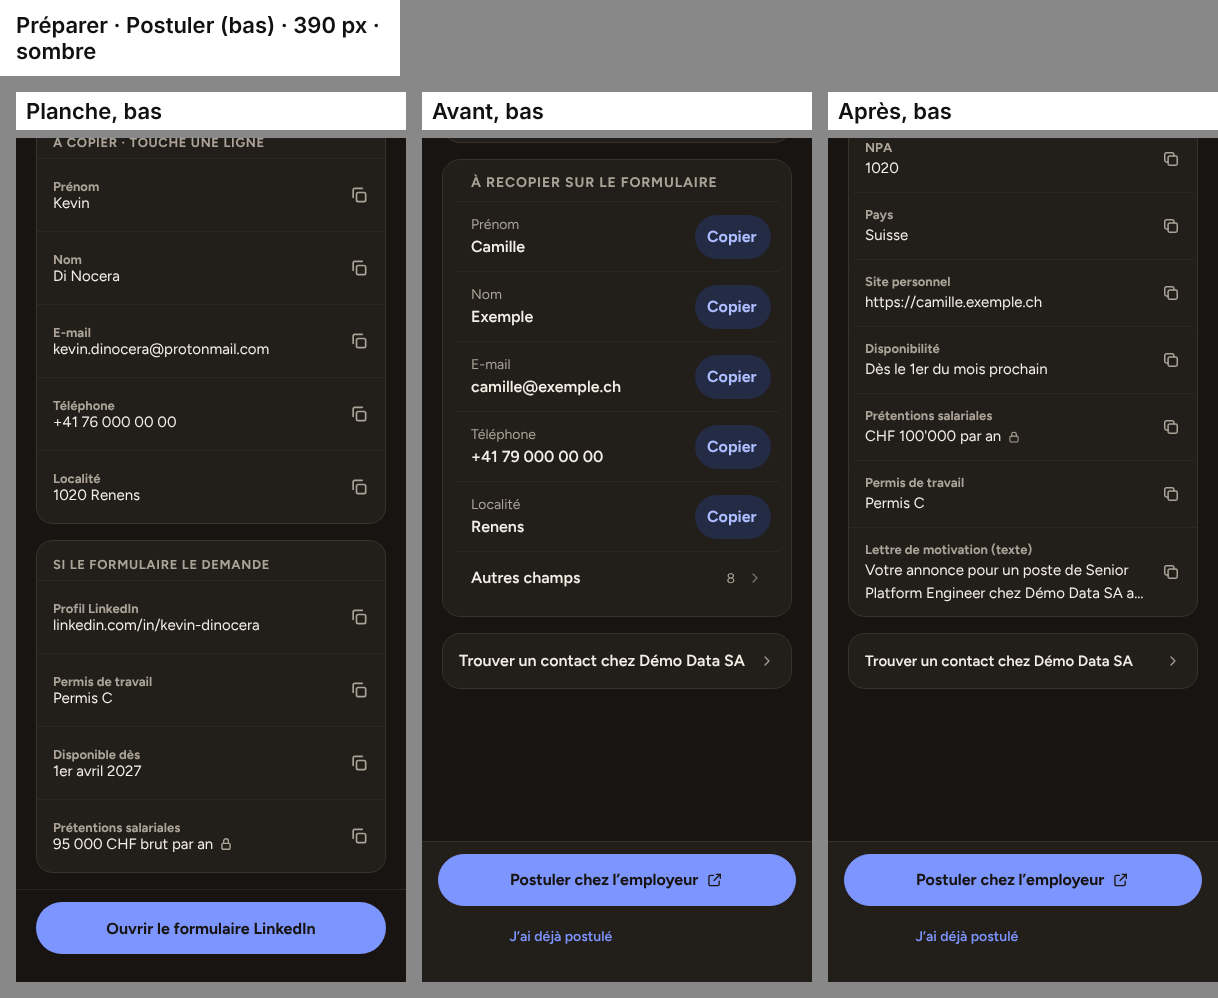 Préparer · Postuler (bas) · 390 px ·
sombre
Planche, bas
À COPIER · TOUCHE UNE LIGNE
Prénom
Kevin
Nom
Di Nocera
E-mail
kevin.dinocera@protonmail.com
Téléphone
+41 76 000 00 00
Localité
1020 Renens
SI LE FORMULAIRE LE DEMANDE
Profil LinkedIn
linkedin.com/in/kevin-dinocera
Permis de travail
Permis C
Disponible dès
1er avril 2027
Prétentions salariales
95 000 CHF brut par an
Ouvrir le formulaire LinkedIn
Avant, bas
À RECOPIER SUR LE FORMULAIRE
Prénom
Camille
Copier
Nom
Exemple
Copier
E-mail
camille@exemple.ch
Copier
Téléphone
+41 79 000 00 00
Copier
Localité
Renens
Copier
Autres champs 8
Trouver un contact chez Démo Data SA
Postuler chez l’employeur
J’ai déjà postulé
Après, bas
NPA
1020
Pays
Suisse
Site personnel
https://camille.exemple.ch
Disponibilité
Dès le 1er du mois prochain
Prétentions salariales
CHF 100'000 par an
Permis de travail
Permis C
Lettre de motivation (texte)
Votre annonce pour un poste de Senior
Platform Engineer chez Démo Data SA a…
Trouver un contact chez Démo Data SA
Postuler chez l’employeur
J’ai déjà postulé